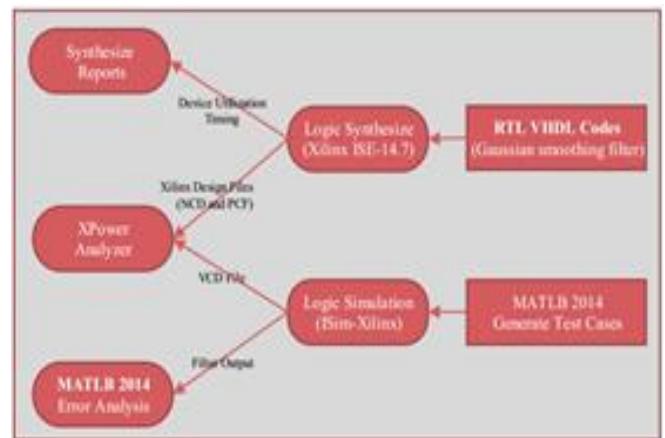 Synthesize
Reports
Device Utilization
Timing
Logic Synthesize
(Xilinx ISE-14.7)
RTL VHDL Codes
(Gaussian smoothing filter)
Xilinx Design Files
(NCD and PCF)
XPower
Analyzer
VCD File
Logic Simulation
(ISim-Xilinx)
MATLB 2014
Generate Test Cases
Filter Output
MATLB 2014
Error Analysis